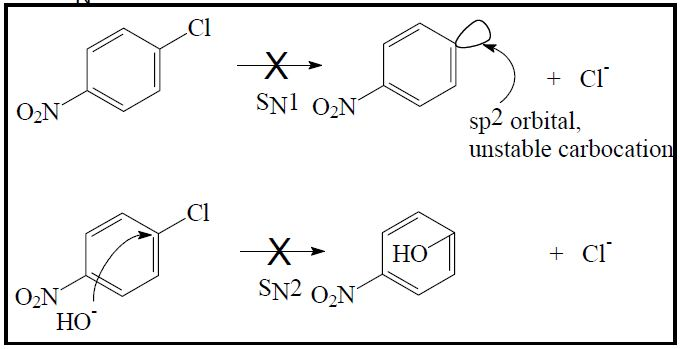 Cl
X
SN1
O2N
O2N
+ Cl-
sp2 orbital,
unstable carbocation
Cl
X
SN2
HO
+ Cl-
O2N
O2N
HO-